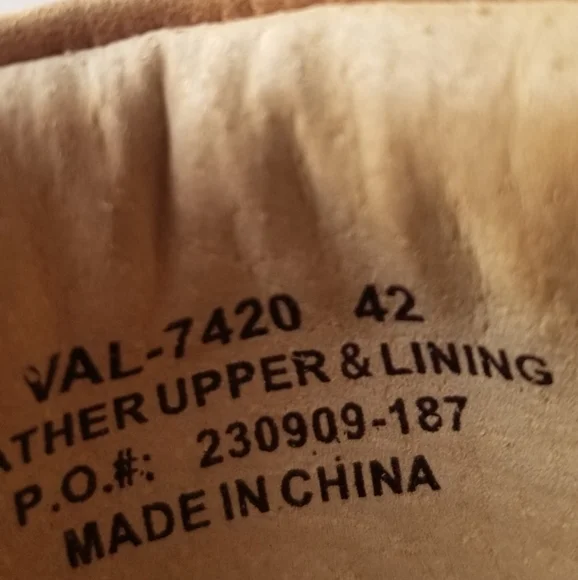 VAL-7420 42
ATHER UPPER & LINING
P.O.#: 230909-187
MADE IN CHINA